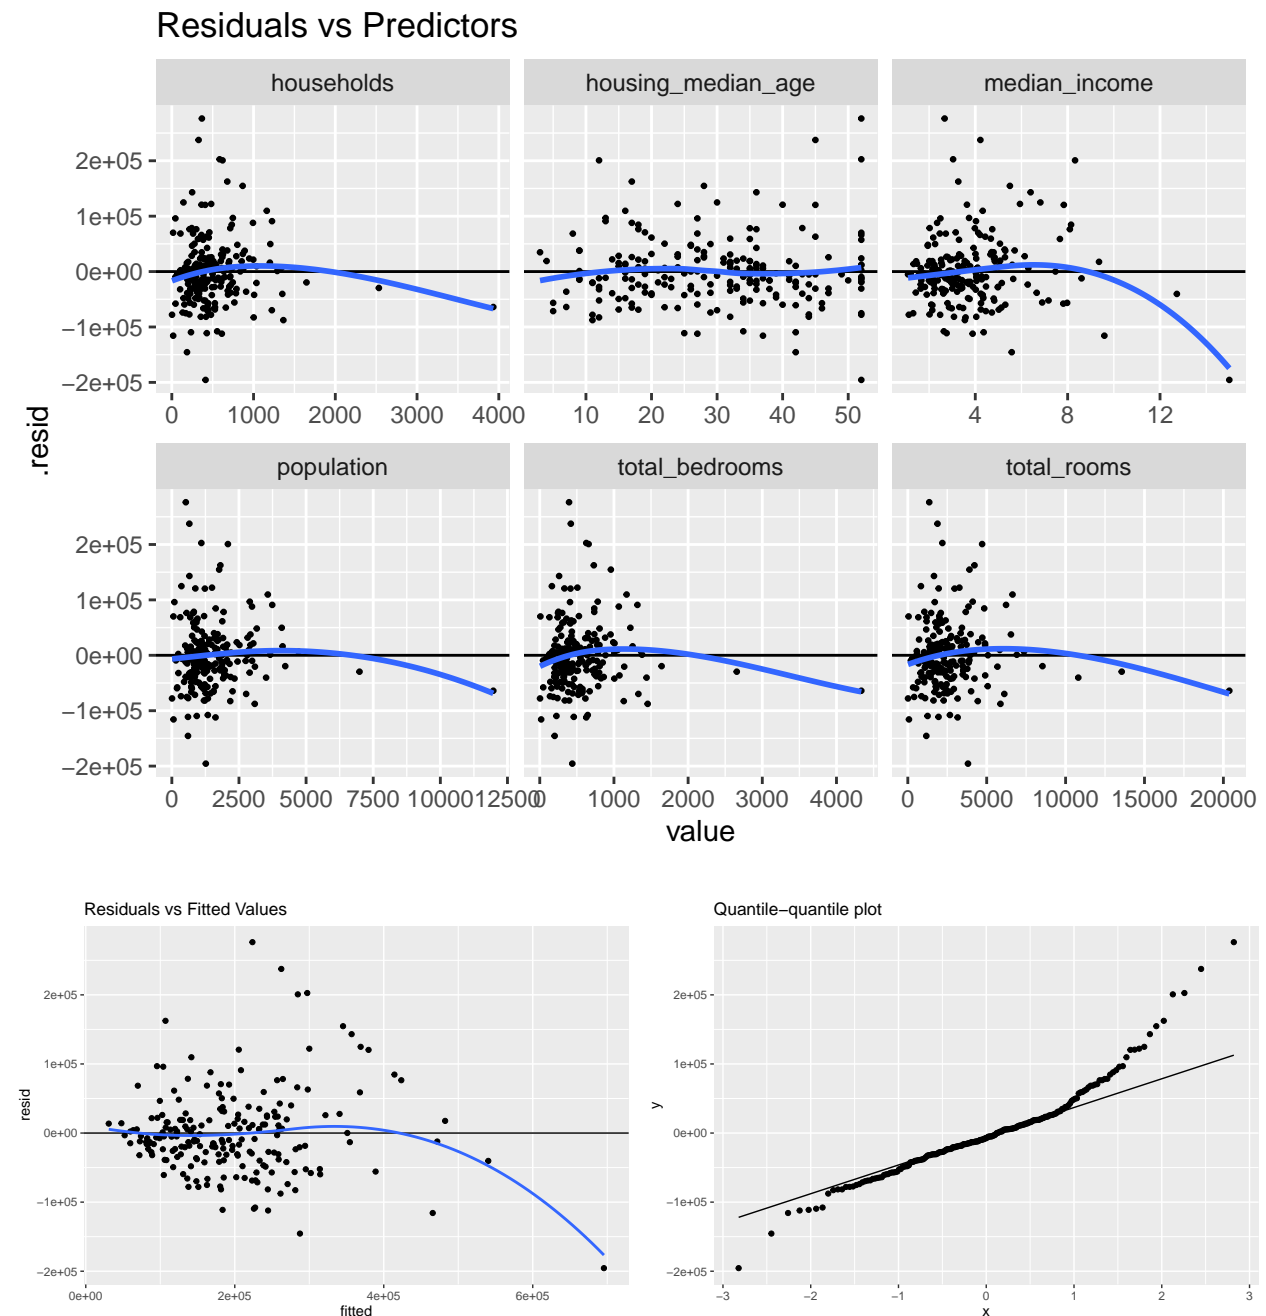 Residuals vs Predictors
households housing_median_age median_income
2e+05
1e+05
0e+00
−1e+05
−2e+05
0 1000 2000 3000 4000 10 20 30 40 50 4 8 12
.resid
population total_bedrooms total_rooms
2e+05
1e+05
0e+00
−1e+05
−2e+05
0 2500 5000 7500 10000 12500 0 1000 2000 3000 4000 0 5000 10000 15000 20000
value
Residuals vs Fitted Values
2e+05
1e+05
0e+00
−1e+05
−2e+05
resid
0e+00 2e+05 4e+05 6e+05
fitted
Quantile−quantile plot
2e+05
1e+05
0e+00
−1e+05
−2e+05
y
−3 −2 −1 0 1 2 3
x